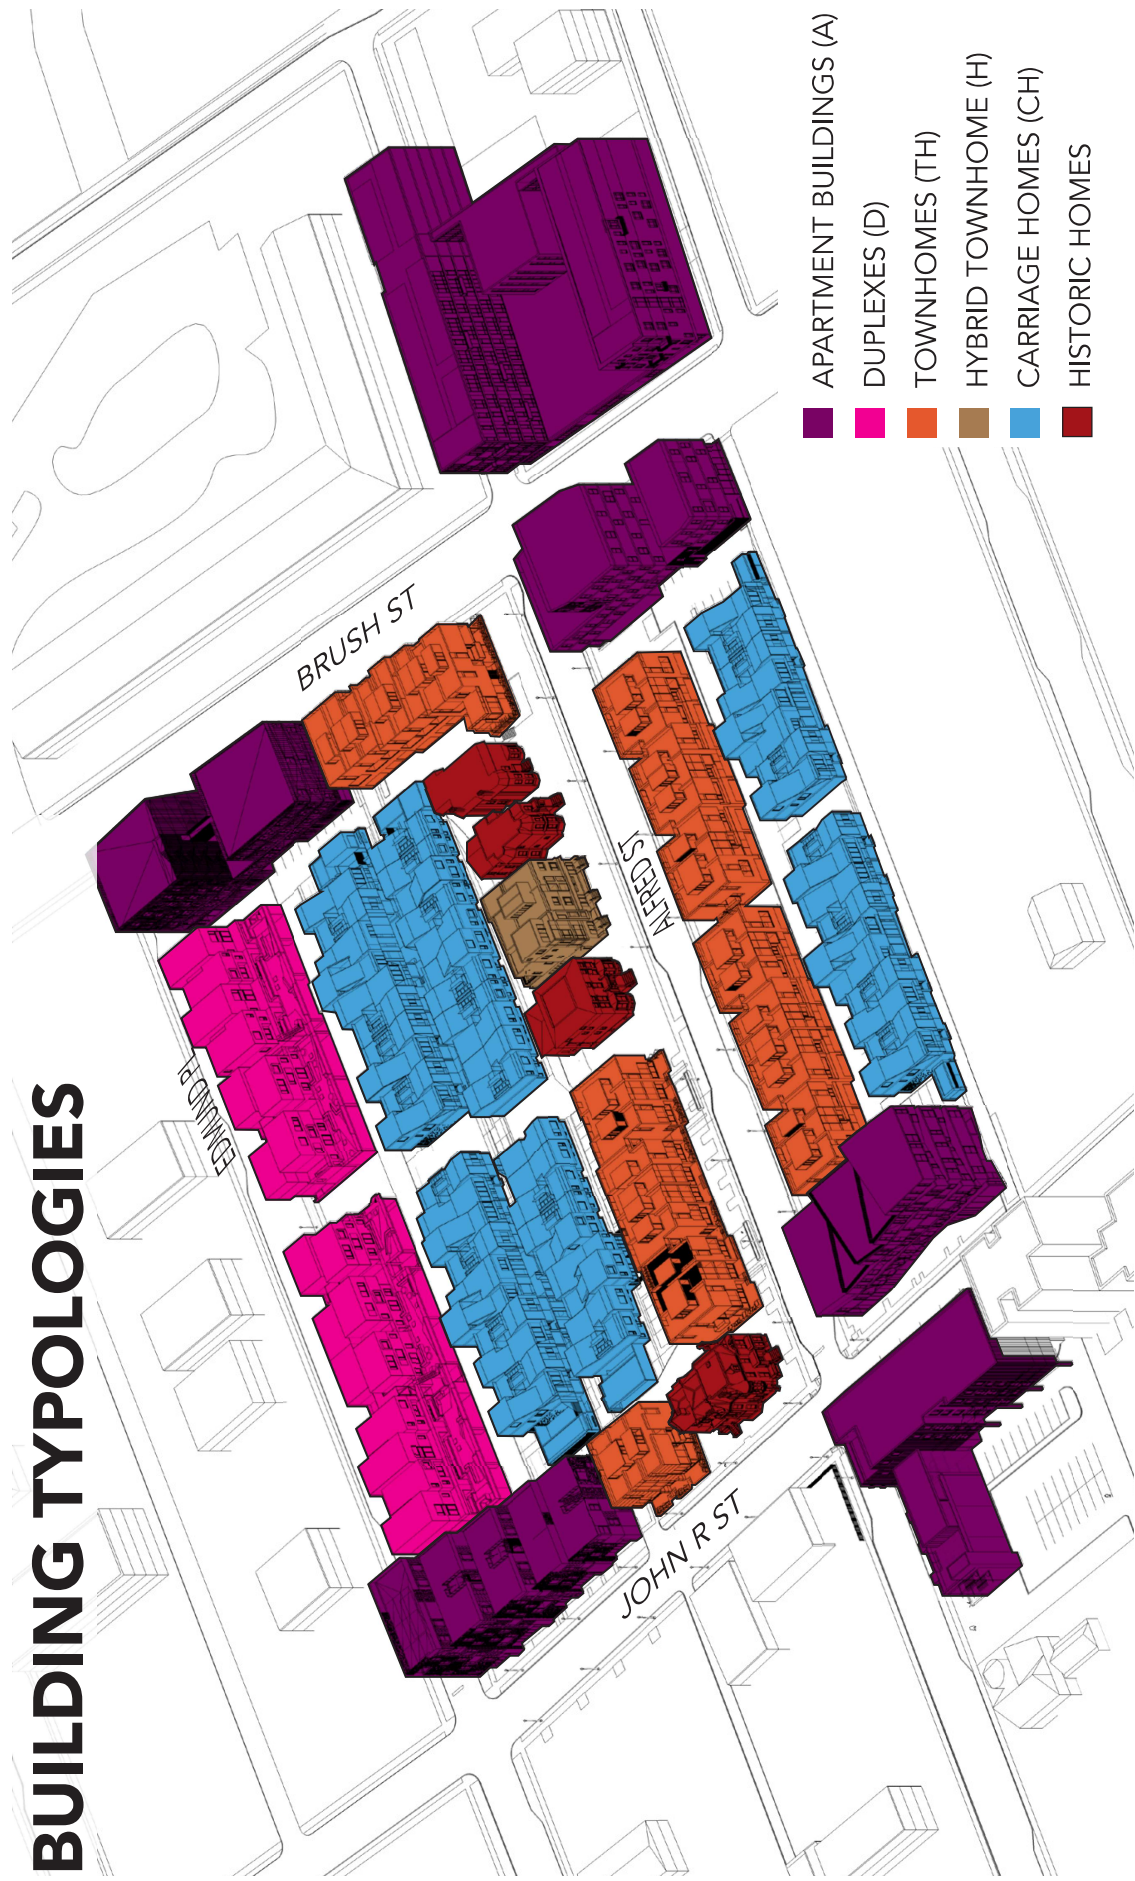 BUILDING TYPOLOGIES
EDMUND PL
BRUSH ST
ALFRED ST
JOHN R ST
APARTMENT BUILDINGS (A)
DUPLEXES (D)
TOWNHOMES (TH)
HYBRID TOWNHOME (H)
CARRIAGE HOMES (CH)
HISTORIC HOMES